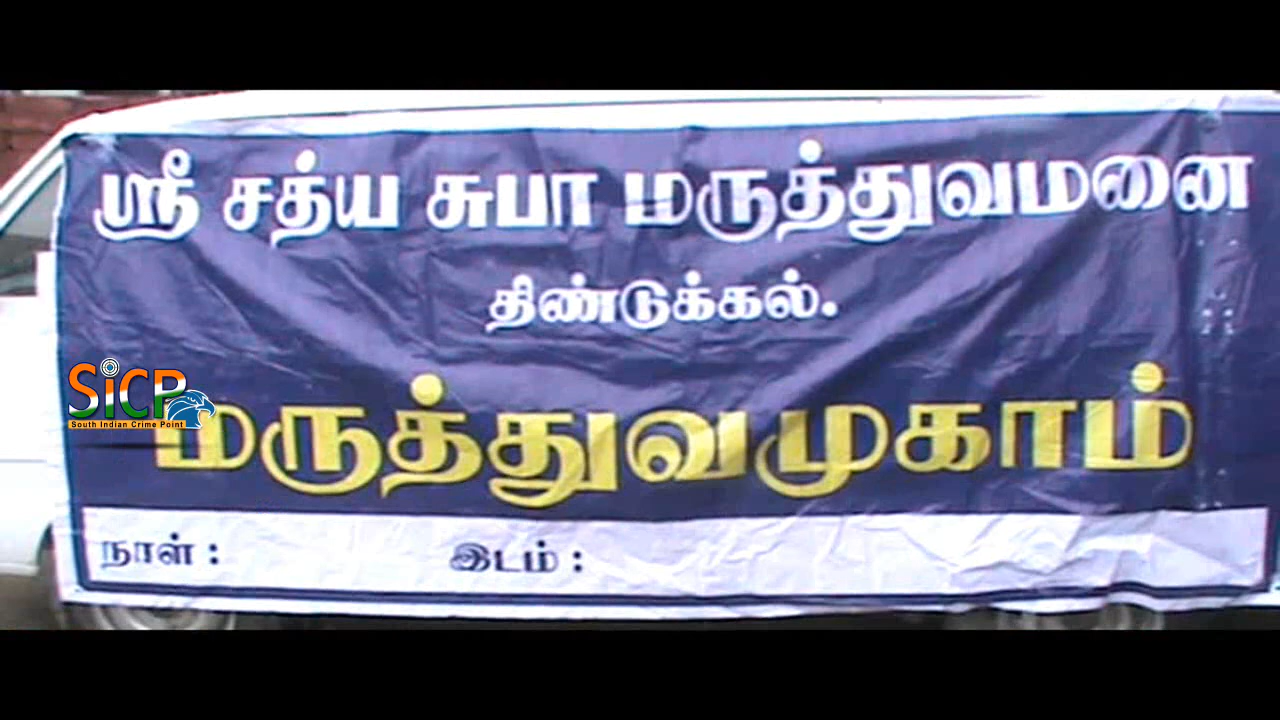 ஸ்ரீ சத்ய சுபா மருத்துவமனை
திண்டுக்கல்.
SiCP
South Indian Crime Point
மருத்துவமுகாம்
நாள் : இடம் :